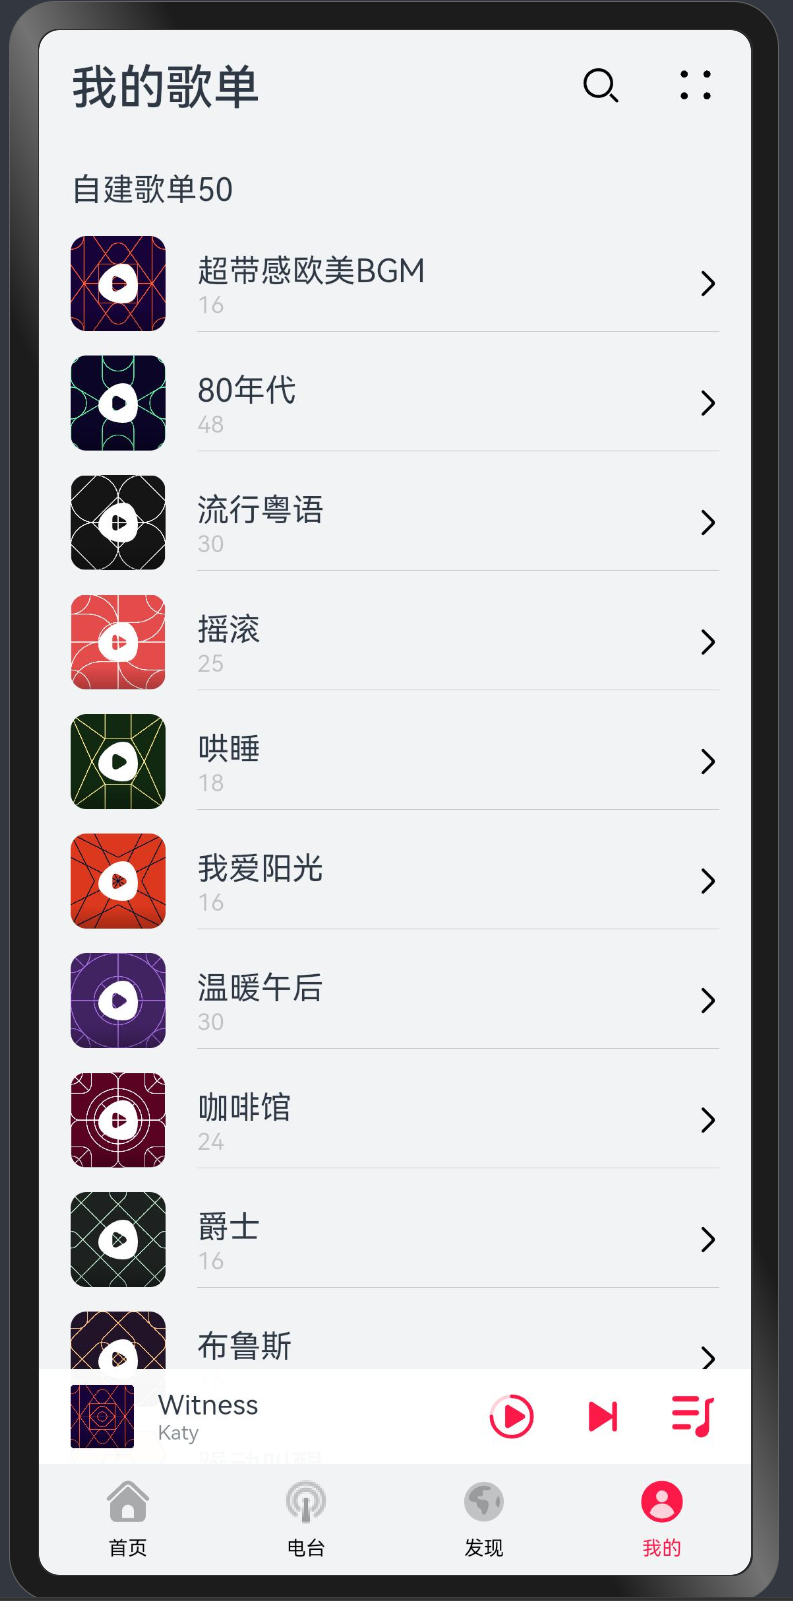 我的歌单
自建歌单50
超带感欧美BGM
16
80年代
48
流行粤语
30
摇滚
25
哄睡
18
我爱阳光
16
温暖午后
30
咖啡馆
24
爵士
16
布鲁斯
Witness
Katy
首页
电台
发现
我的